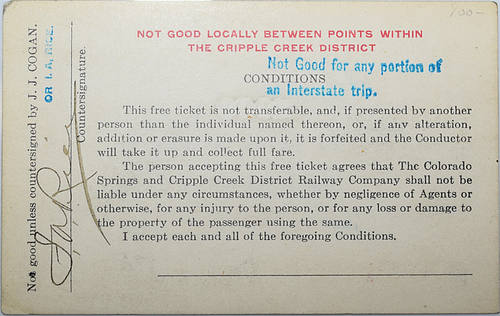 100-
NOT GOOD LOCALLY BETWEEN POINTS WITHIN
THE CRIPPLE CREEK DISTRICT
Not Good for any portion of
CONDITIONS
an Interstate trip.
This free ticket is not transferable, and, if presented by another
person than the individual named thereon, or, if any alteration,
addition or erasure is made upon it, it is forfeited and the Conductor
will take it up and collect full fare.
The person accepting this free ticket agrees that The Colorado
Springs and Cripple Creek District Railway Company shall not be
liable under any circumstances, whether by negligence of Agents or
otherwise, for any injury to the person, or for any loss or damage to
the property of the passenger using the same.
I accept each and all of the foregoing Conditions.
Not good unless countersigned by J. J. COGAN.
OR I. A. RICE.
Countersignature.